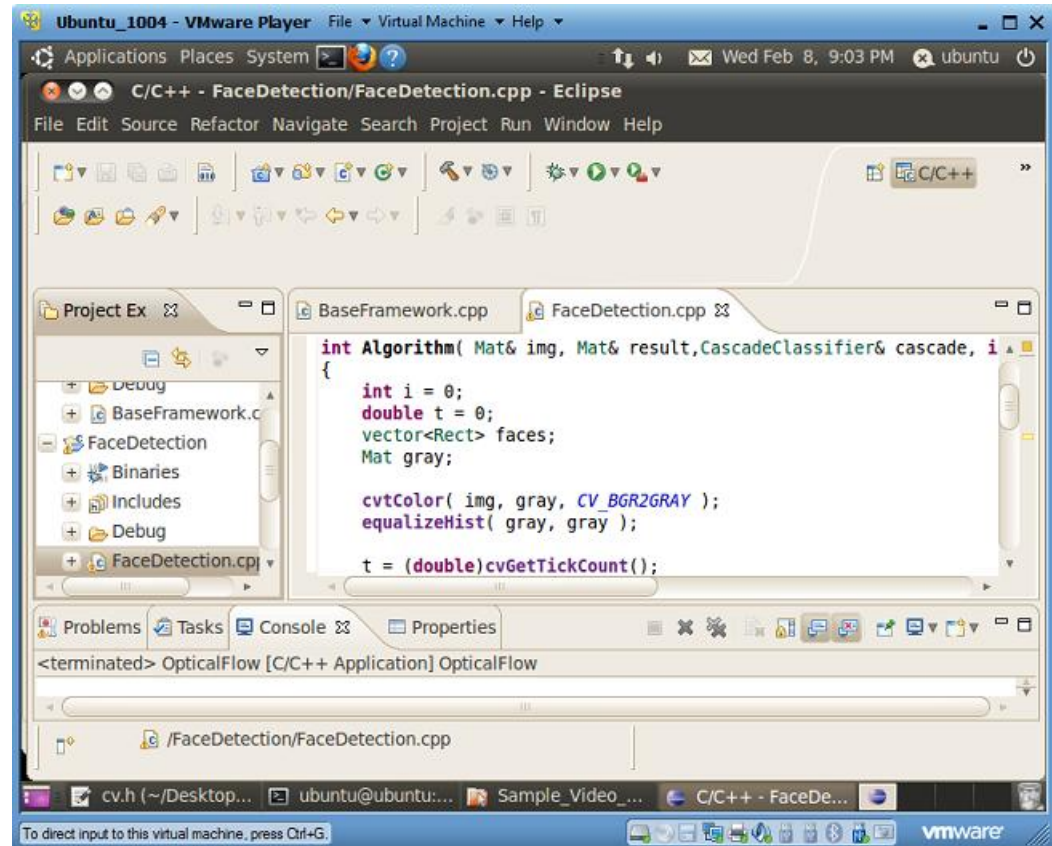 Ubuntu_1004 - VMware Player File Virtual Machine Help
Applications Places System Wed Feb 8, 9:03 PM ubuntu
C/C++ - FaceDetection/FaceDetection.cpp - Eclipse
File Edit Source Refactor Navigate Search Project Run Window Help
C/C++
Project Ex
BaseFramework.cpp FaceDetection.cpp
Debug
BaseFramework.c
FaceDetection
Binaries
Includes
Debug
FaceDetection.cpp
int Algorithm( Mat& img, Mat& result,CascadeClassifier& cascade, i
{
int i = 0;
double t = 0;
vector<Rect> faces;
Mat gray;
cvtColor( img, gray, CV_BGR2GRAY );
equalizeHist( gray, gray );
t = (double)cvGetTickCount();
Problems Tasks Console Properties
<terminated> OpticalFlow [C/C++ Application] OpticalFlow
/FaceDetection/FaceDetection.cpp
cv.h (~/Desktop... ubuntu@ubuntu:... Sample_Video_... C/C++ - FaceDe...
To direct input to this virtual machine, press Ctrl+G. vmware